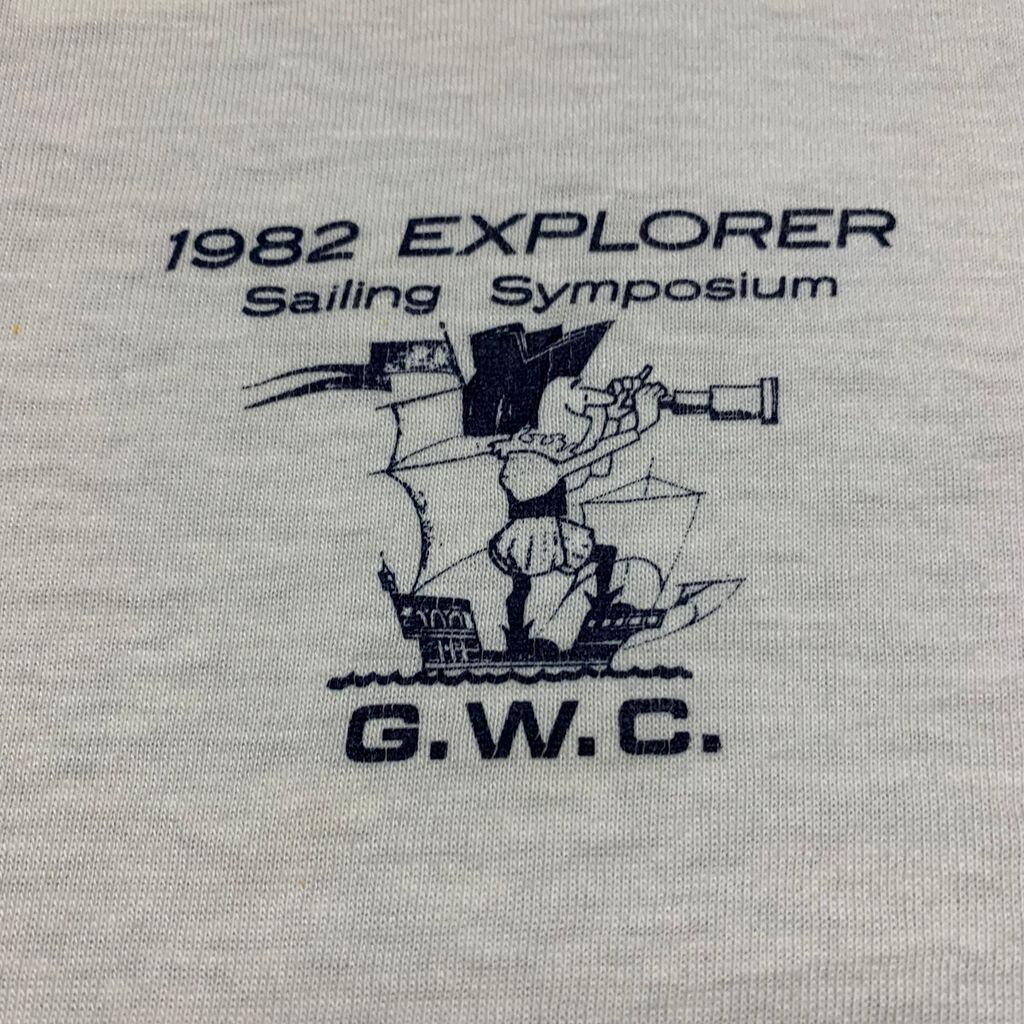 1982 EXPLORER
Sailing Symposium
G.W.C.